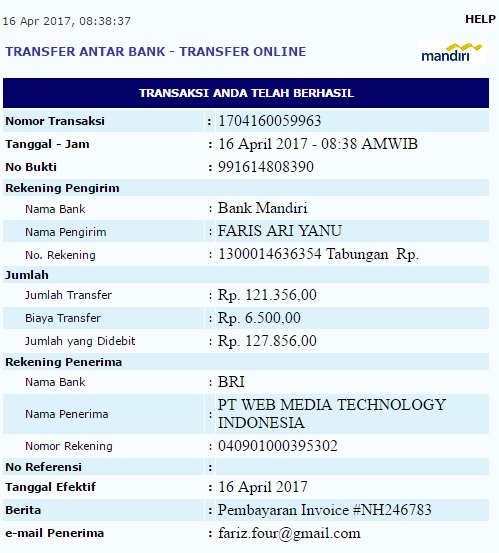 16 Apr 2017, 08:38:37
HELP
TRANSFER ANTAR BANK - TRANSFER ONLINE
mandiri
TRANSAKSI ANDA TELAH BERHASIL
Nomor Transaksi : 1704160059963
Tanggal - Jam : 16 April 2017 - 08:38 AMWIB
No Bukti : 991614808390
Rekening Pengirim
Nama Bank : Bank Mandiri
Nama Pengirim : FARIS ARI YANU
No. Rekening : 1300014636354 Tabungan Rp.
Jumlah
Jumlah Transfer : Rp. 121.356,00
Biaya Transfer : Rp. 6.500,00
Jumlah yang Didebit : Rp. 127.856,00
Rekening Penerima
Nama Bank : BRI
Nama Penerima : PT WEB MEDIA TECHNOLOGY
INDONESIA
Nomor Rekening : 040901000395302
No Referensi :
Tanggal Efektif : 16 April 2017
Berita : Pembayaran Invoice #NH246783
e-mail Penerima : fariz.four@gmail.com